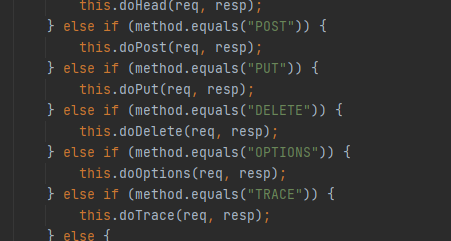 this.doHead(req, resp);
} else if (method.equals("POST")) {
this.doPost(req, resp);
} else if (method.equals("PUT")) {
this.doPut(req, resp);
} else if (method.equals("DELETE")) {
this.doDelete(req, resp);
} else if (method.equals("OPTIONS")) {
this.doOptions(req, resp);
} else if (method.equals("TRACE")) {
this.doTrace(req, resp);
} else {